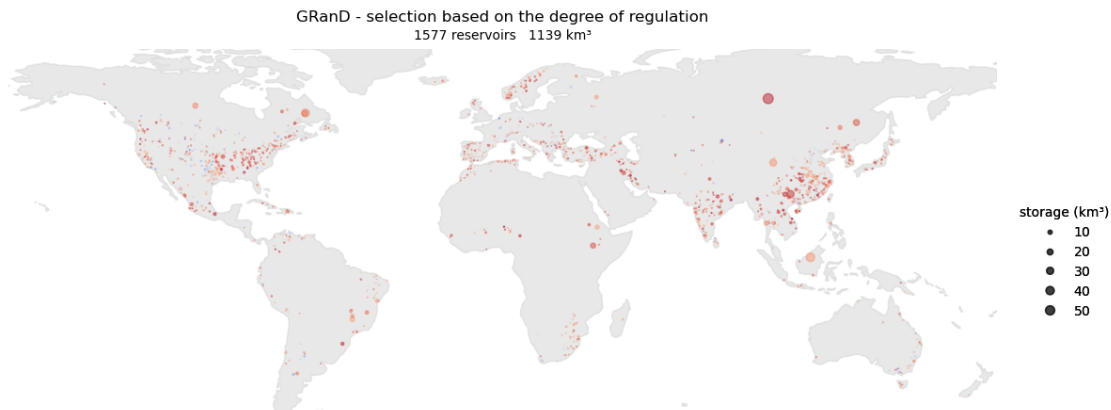 GRanD - selection based on the degree of regulation
1577 reservoirs 1139 km³
storage (km³)
10
20
30
40
50